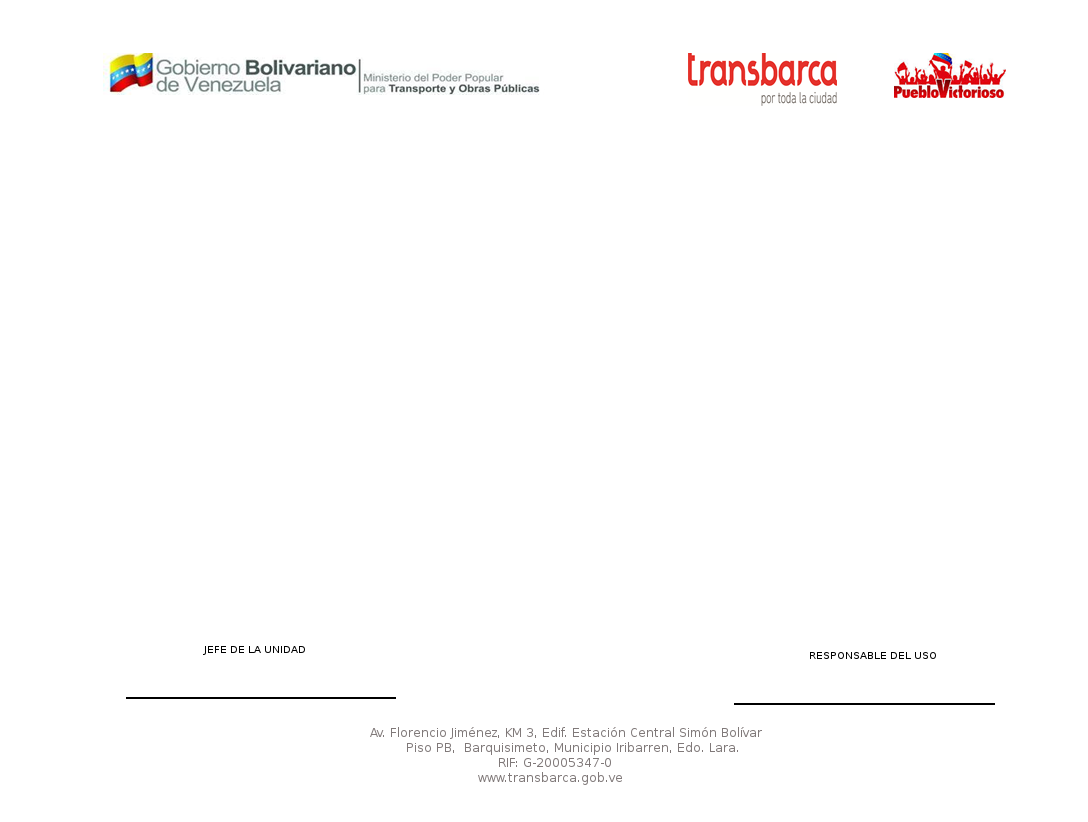 Gobierno Bolivariano
de Venezuela
Ministerio del Poder Popular
para Transporte y Obras Públicas
transbarca
por toda la ciudad
PuebloVictorioso
JEFE DE LA UNIDAD
RESPONSABLE DEL USO
Av. Florencio Jiménez, KM 3, Edif. Estación Central Simón Bolívar
Piso PB, Barquisimeto, Municipio Iribarren, Edo. Lara.
RIF: G-20005347-0
www.transbarca.gob.ve